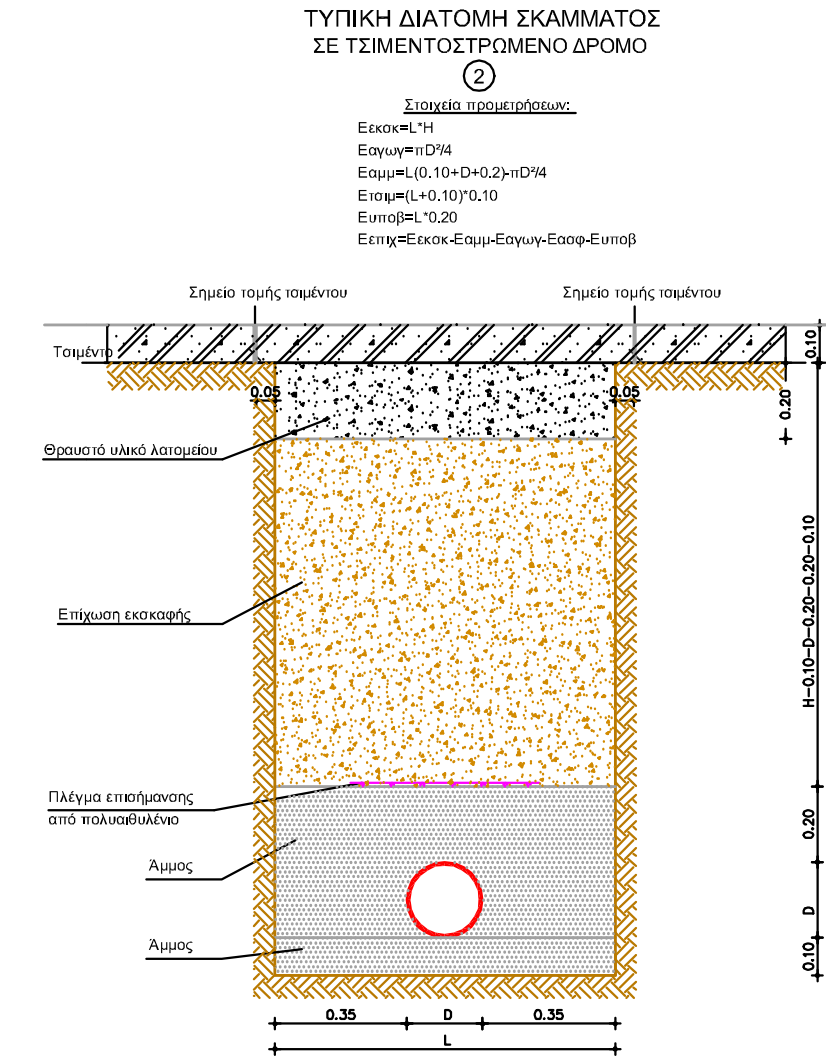 ΤΥΠΙΚΗ ΔΙΑΤΟΜΗ ΣΚΑΜΜΑΤΟΣ
ΣΕ ΤΣΙΜΕΝΤΟΣΤΡΩΜΕΝΟ ΔΡΟΜΟ
2
Στοιχεία προμετρήσεων:
Εεκσκ=L*H
Εαγωγ=πD²/4
Εαμμ=L(0.10+D+0.2)-πD²/4
Ετσιμ=(L+0.10)*0.10
Ευποβ=L*0.20
Εεπιχ=Εεκσκ-Εαμμ-Εαγωγ-Εασφ-Ευποβ
Σημείο τομής τσιμέντου
Σημείο τομής τσιμέντου
Τσιμέντο
0.10
0.05
0.05
0.20
Θραυστό υλικό λατομείου
H-0.10-D-0.20-0.20-0.10
Επίχωση εκσκαφής
Πλέγμα επισήμανσης
από πολυαιθυλένιο
0.20
Άμμος
D
Άμμος
0.10
0.35
D
0.35
L